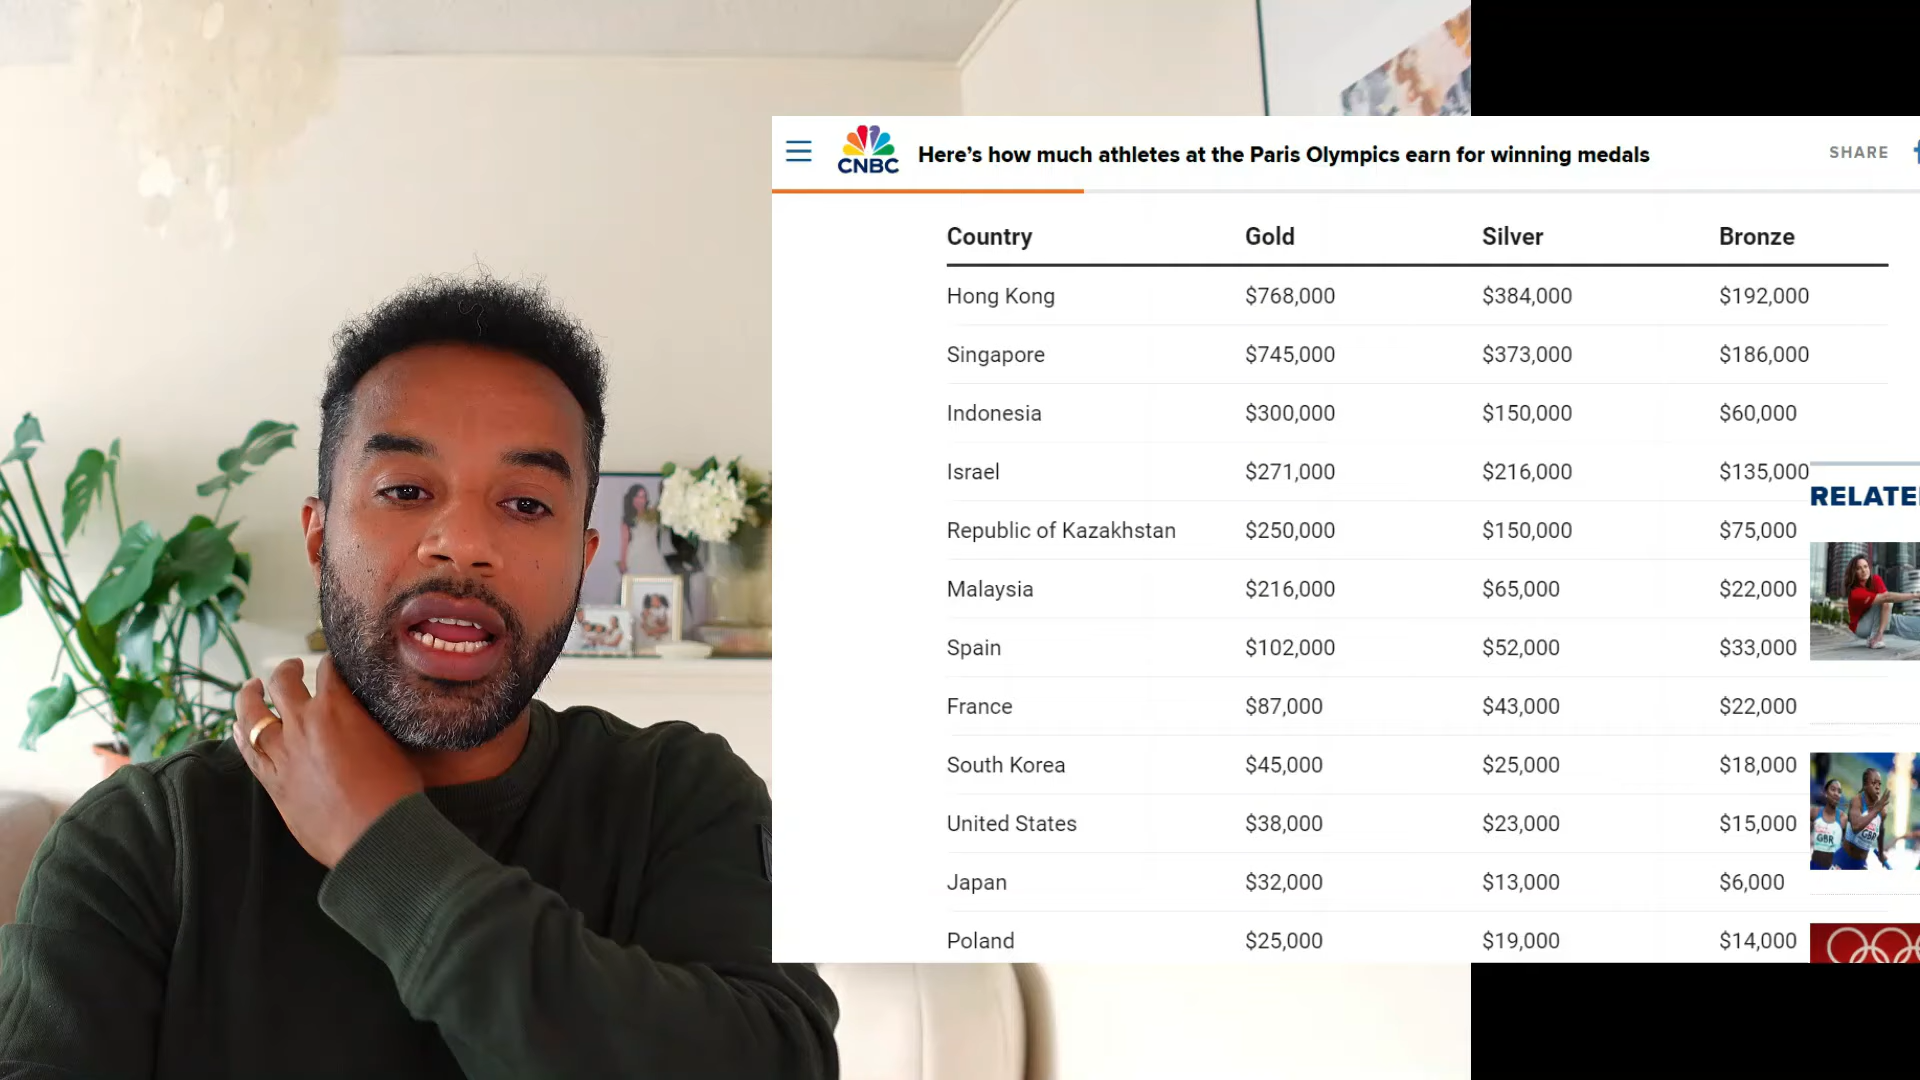 CNBC
Here's how much athletes at the Paris Olympics earn for winning medals
SHARE
Country Gold Silver Bronze
Hong Kong $768,000 $384,000 $192,000
Singapore $745,000 $373,000 $186,000
Indonesia $300,000 $150,000 $60,000
Israel $271,000 $216,000 $135,000
Republic of Kazakhstan $250,000 $150,000 $75,000
Malaysia $216,000 $65,000 $22,000
Spain $102,000 $52,000 $33,000
France $87,000 $43,000 $22,000
South Korea $45,000 $25,000 $18,000
United States $38,000 $23,000 $15,000
Japan $32,000 $13,000 $6,000
Poland $25,000 $19,000 $14,000
RELATE
GBR
GBR